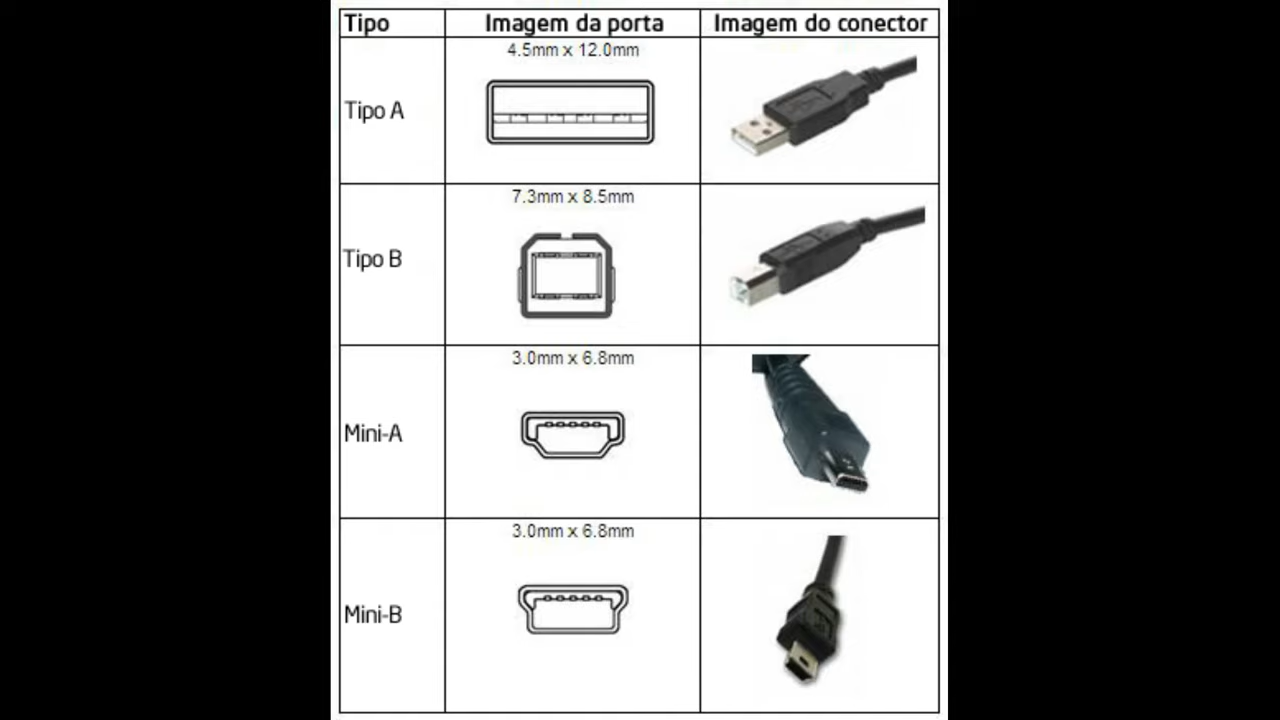 Tipo Imagem da porta Imagem do conector
4.5mm x 12.0mm
Tipo A
7.3mm x 8.5mm
Tipo B
3.0mm x 6.8mm
Mini-A
3.0mm x 6.8mm
Mini-B